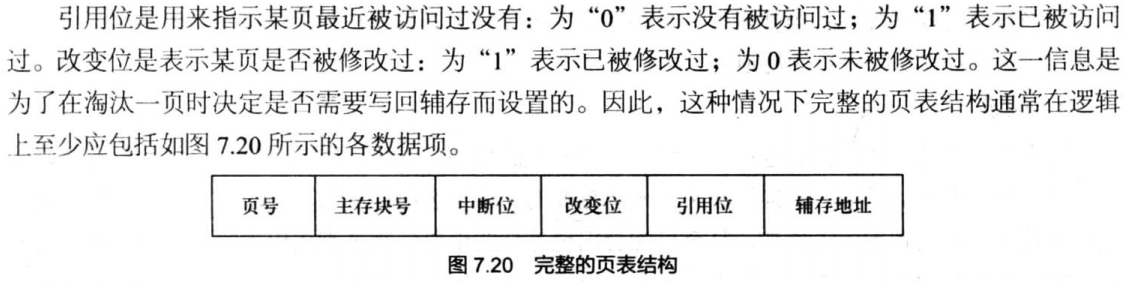 引用位是用来指示某页最近被访问过没有：为“0”表示没有被访问过；为“1”表示已被访问
过。改变位是表示某页是否被修改过：为“1”表示已被修改过；为0表示未被修改过。这一信息是
为了在淘汰一页时决定是否需要写回辅存而设置的。因此，这种情况下完整的页表结构通常在逻辑
上至少应包括如图7.20所示的各数据项。
页号 主存块号 中断位 改变位 引用位 辅存地址
图7.20 完整的页表结构